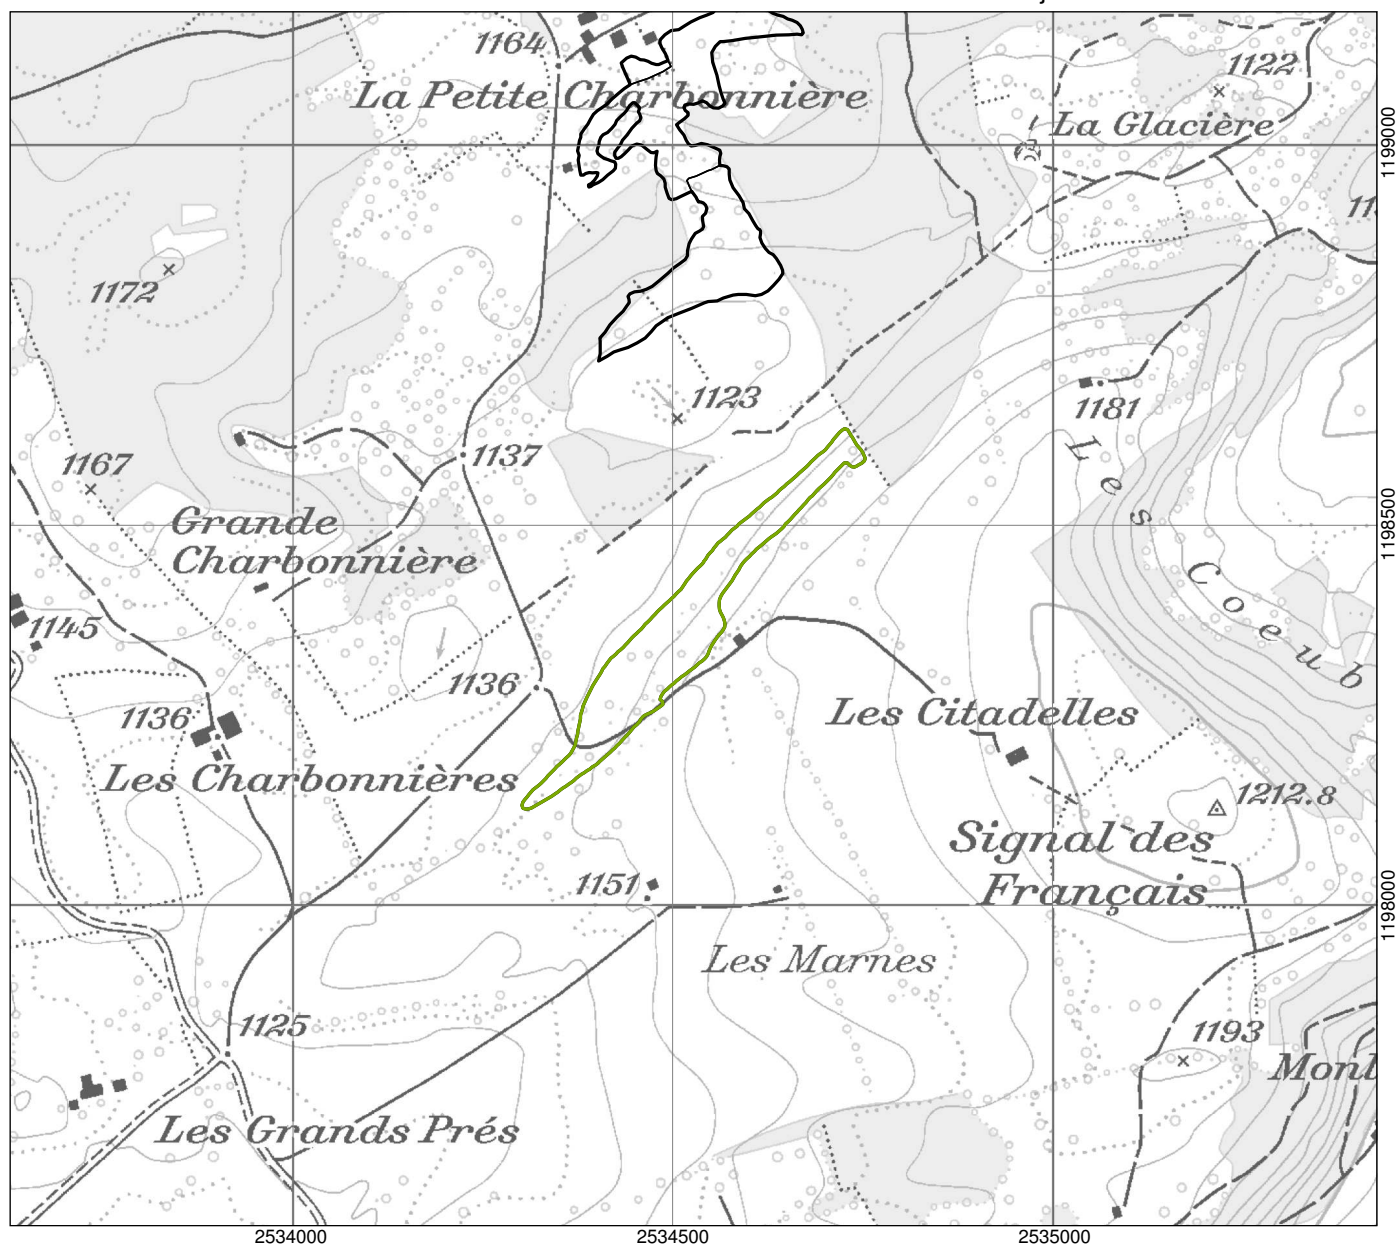 1164
La Petite Charbonnière
1122
La Glacière
1199000
11
1172
1123
1181
1137
1167
Les Coeub
Grande
Charbonnière
1198500
1145
1136
1136
Les Citadelles
Les Charbonnières
1212.8
Signal des
Français
1151
1198000
Les Marnes
1125
1193
Mont
Les Grands Prés
2534000
2534500
2535000